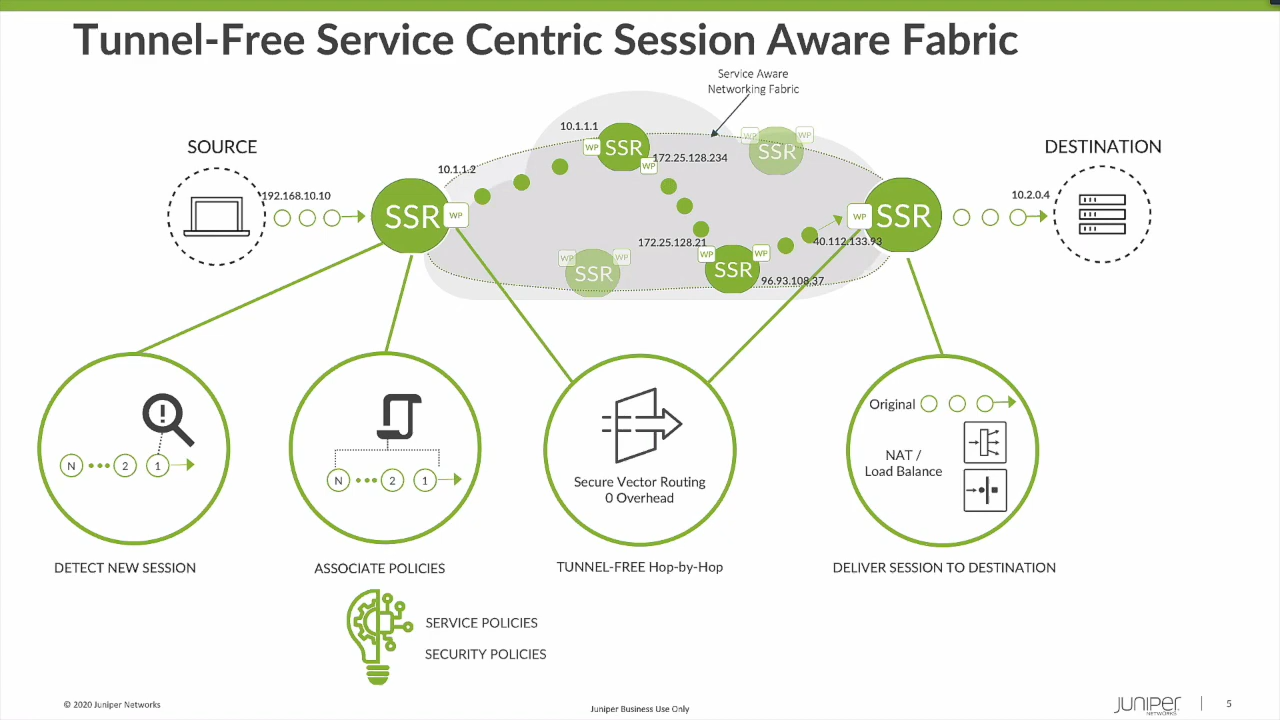 Tunnel-Free Service Centric Session Aware Fabric
Service Aware
Networking Fabric
SOURCE
DESTINATION
10.1.1.1
WP
SSR
WP
172.25.128.234
WP
WP
SSR
10.1.1.2
192.168.10.10
SSR
WP
WP
SSR
10.2.0.4
172.25.128.21
40.112.133.93
WP
WP
SSR
WP
WP
SSR
96.93.108.37
N
2
1
DETECT NEW SESSION
N
2
1
ASSOCIATE POLICIES
SERVICE POLICIES
SECURITY POLICIES
Secure Vector Routing
0 Overhead
TUNNEL-FREE Hop-by-Hop
Original
NAT /
Load Balance
DELIVER SESSION TO DESTINATION
© 2020 Juniper Networks
Juniper Business Use Only
JUNIPER
NETWORKS
5